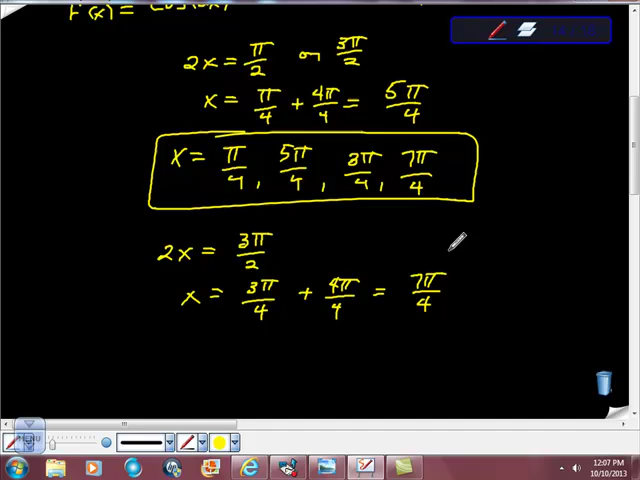 2x = π/2 or 3π/2
x = π/4 + 4π/4 = 5π/4
x = π/4, 5π/4, 3π/4, 7π/4
2x = 3π/2
x = 3π/4 + 4π/4 = 7π/4
MENU
12:07 PM
10/10/2013